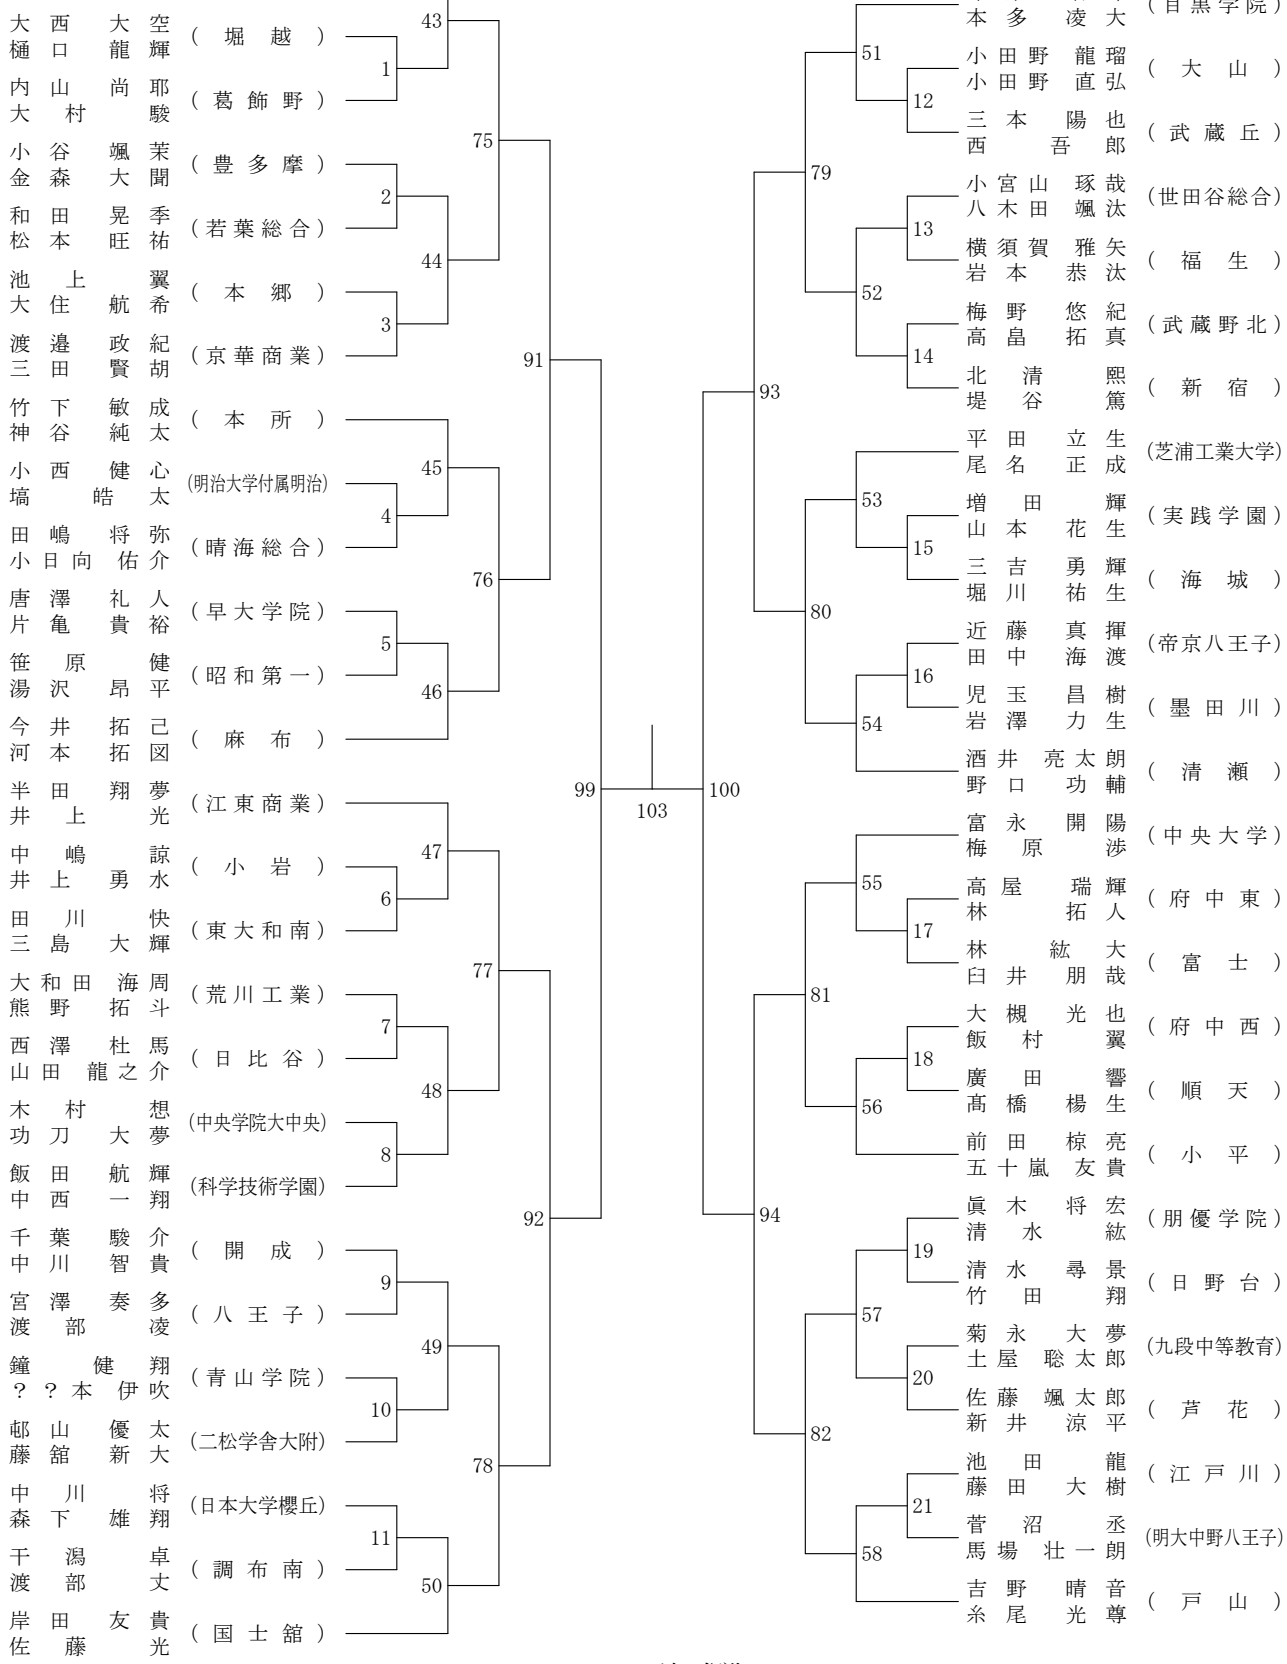 大西 大空
樋口 龍輝
(堀越)
内山 尚耶
大村 駿
(葛飾野)
小谷 颯茉
金森 大聞
(豊多摩)
和田 晃季
松本 旺祐
(若葉総合)
池上 翼
大住 航希
(本郷)
渡邉 政紀
三田 賢胡
(京華商業)
竹下 敏成
神谷 純太
(本所)
小西 健心
塙 皓太
(明治大学付属明治)
田嶋 将弥
小日向 佑介
(晴海総合)
唐澤 礼人
片亀 貴裕
(早大学院)
笹原 健
湯沢 昂平
(昭和第一)
今井 拓己
河本 拓図
(麻布)
半田 翔夢
井上 光
(江東商業)
中嶋 諒
井上 勇水
(小岩)
田川 快
三島 大輝
(東大和南)
大和田 海周
熊野 拓斗
(荒川工業)
西澤 杜馬
山田 龍之介
(日比谷)
木村 想
功刀 大夢
(中央学院大中央)
飯田 航輝
中西 一翔
(科学技術学園)
千葉 駿介
中川 智貴
(開成)
宮澤 奏多
渡部 凌
(八王子)
鐘 健翔
??本 伊吹
(青山学院)
邨山 優太
藤舘 新大
(二松学舎大附)
中川 将
森下 雄翔
(日本大学櫻丘)
干潟 卓
渡部 丈
(調布南)
岸田 友貴
佐藤 光
(国士舘)
1
2
3
4
5
6
7
8
9
10
11
43
44
45
46
47
48
49
50
75
76
77
78
91
92
99
103
100
93
94
79
80
81
82
51
52
53
54
55
56
57
58
12
13
14
15
16
17
18
19
20
21
本多 凌大
(目黒学院)
小田野 龍瑠
小田野 直弘
(大山)
三本 陽也
西 吾郎
(武蔵丘)
小宮山 琢哉
八木田 颯汰
(世田谷総合)
横須賀 雅矢
岩本 恭汰
(福生)
梅野 悠紀
高畠 拓真
(武蔵野北)
北 清熙
堤谷 篤
(新宿)
平田 立生
尾名 正成
(芝浦工業大学)
増田 輝
山本 花生
(実践学園)
三吉 勇輝
堀川 祐生
(海城)
近藤 真揮
田中 海渡
(帝京八王子)
児玉 昌樹
岩澤 力生
(墨田川)
酒井 亮太朗
野口 功輔
(清瀬)
富永 開陽
梅原 渉
(中央大学)
高屋 瑞輝
林 拓人
(府中東)
林 紘大
臼井 朋哉
(富士)
大槻 光也
飯村 翼
(府中西)
廣田 響
髙橋 楊生
(順天)
前田 椋亮
五十嵐 友貴
(小平)
眞木 将宏
清水 紘
(朋優学院)
清水 尋景
竹田 翔
(日野台)
菊永 大夢
土屋 聡太郎
(九段中等教育)
佐藤 颯太郎
新井 涼平
(芦花)
池田 龍
藤田 大樹
(江戸川)
菅沼 丞
馬場 壮一朗
(明大中野八王子)
吉野 晴音
糸尾 光尊
(戸山)